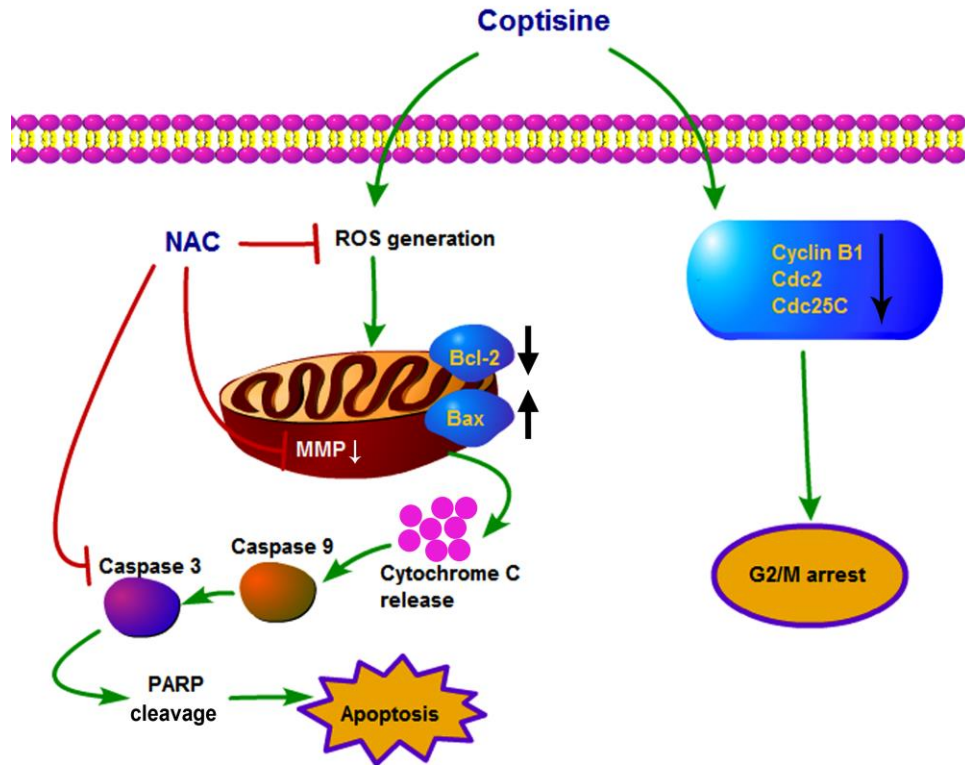 Coptisine
NAC
ROS generation
Cyclin B1
Cdc2
Cdc25C
Bcl-2
Bax
MMP↓
Caspase 3
Caspase 9
Cytochrome C
release
G2/M arrest
PARP
cleavage
Apoptosis